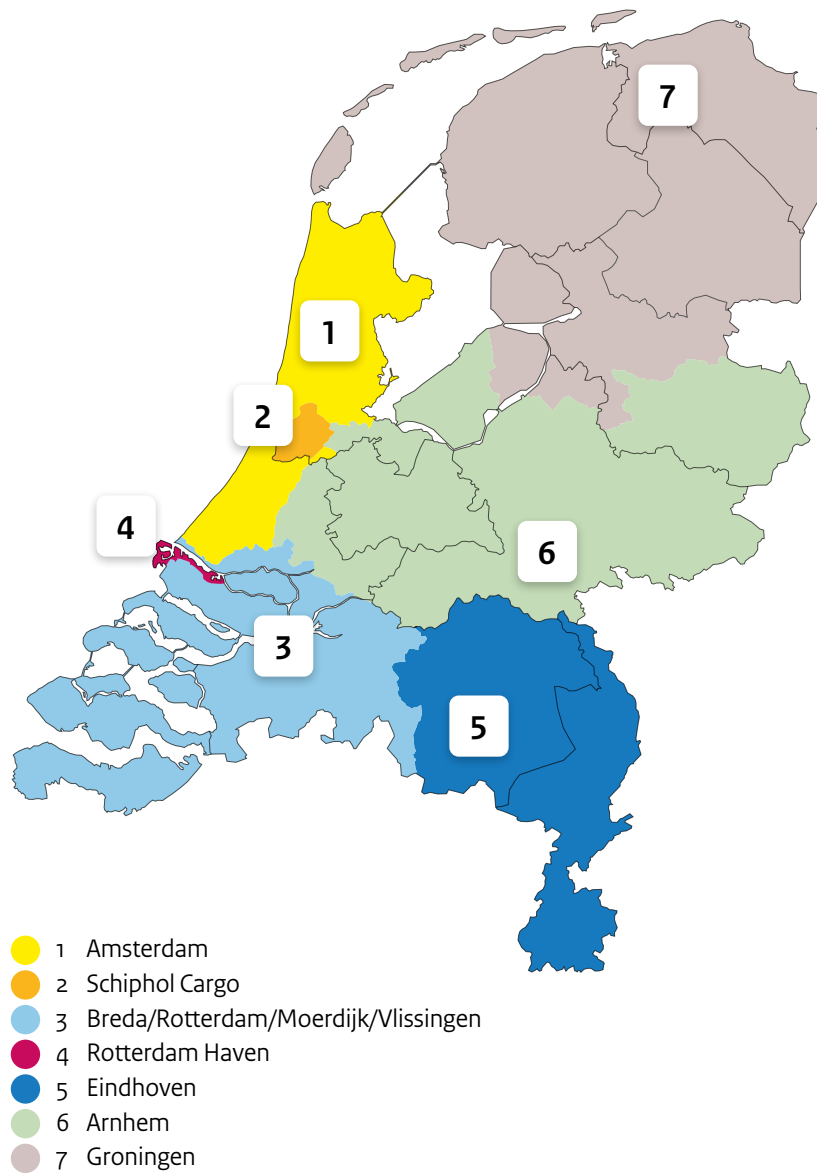 7
1
2
4
6
3
5
1 Amsterdam
2 Schiphol Cargo
3 Breda/Rotterdam/Moerdijk/Vlissingen
4 Rotterdam Haven
5 Eindhoven
6 Arnhem
7 Groningen